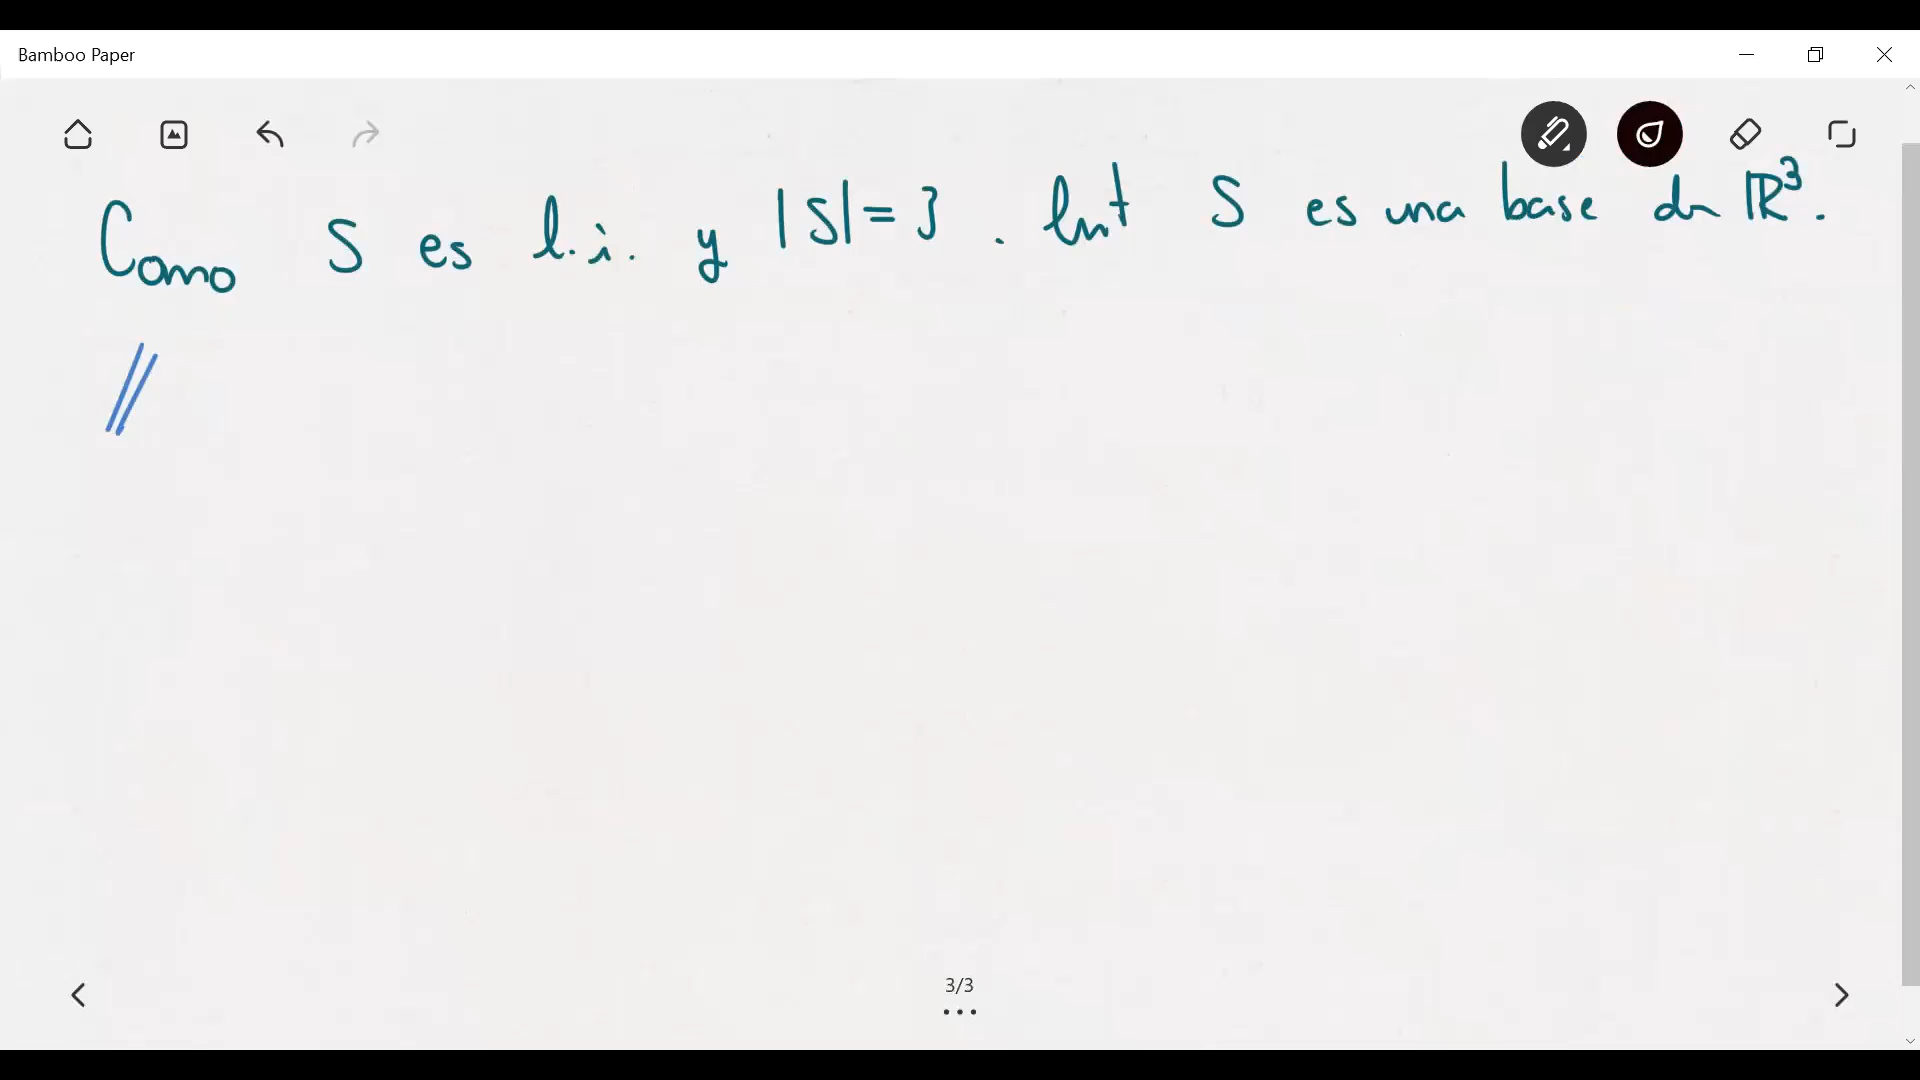 Bamboo Paper
Como S es l.i. y |S|=3. Ent S es una base de ℝ³.
//
3/3